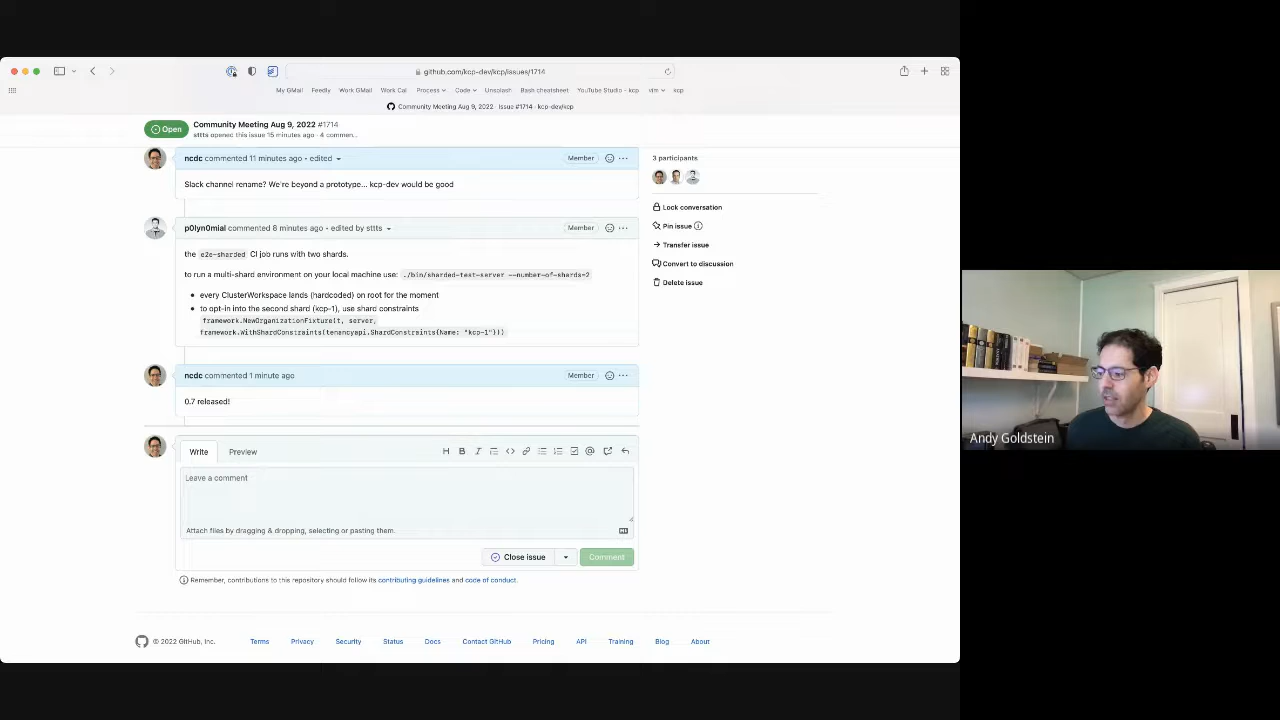 github.com/kcp-dev/kcp/issues/1714
My GMail Feedly Work GMail Work Cal Process Code Unsplash Bash cheatsheet YouTube Studio - kcp vim kcp
Community Meeting Aug 9, 2022 · Issue #1714 · kcp-dev/kcp
Open
Community Meeting Aug 9, 2022 #1714
sttts opened this issue 15 minutes ago · 4 commen...
ncdc commented 11 minutes ago · edited
Member
Slack channel rename? We're beyond a prototype... kcp-dev would be good
p0lyn0mial commented 8 minutes ago · edited by sttts
Member
the e2e-sharded CI job runs with two shards.
to run a multi-shard environment on your local machine use: ./bin/sharded-test-server --number-of-shards=2
• every ClusterWorkspace lands (hardcoded) on root for the moment
• to opt-in into the second shard (kcp-1), use shard constraints
framework.NewOrganizationFixture(t, server,
framework.WithShardConstraints(tenancyapi.ShardConstraints{Name: "kcp-1"}))
ncdc commented 1 minute ago
Member
0.7 released!
Write Preview
Leave a comment
Attach files by dragging & dropping, selecting or pasting them.
Close issue
Comment
Remember, contributions to this repository should follow its contributing guidelines and code of conduct.
3 participants
Lock conversation
Pin issue
Transfer issue
Convert to discussion
Delete issue
© 2022 GitHub, Inc. Terms Privacy Security Status Docs Contact GitHub Pricing API Training Blog About
Andy Goldstein